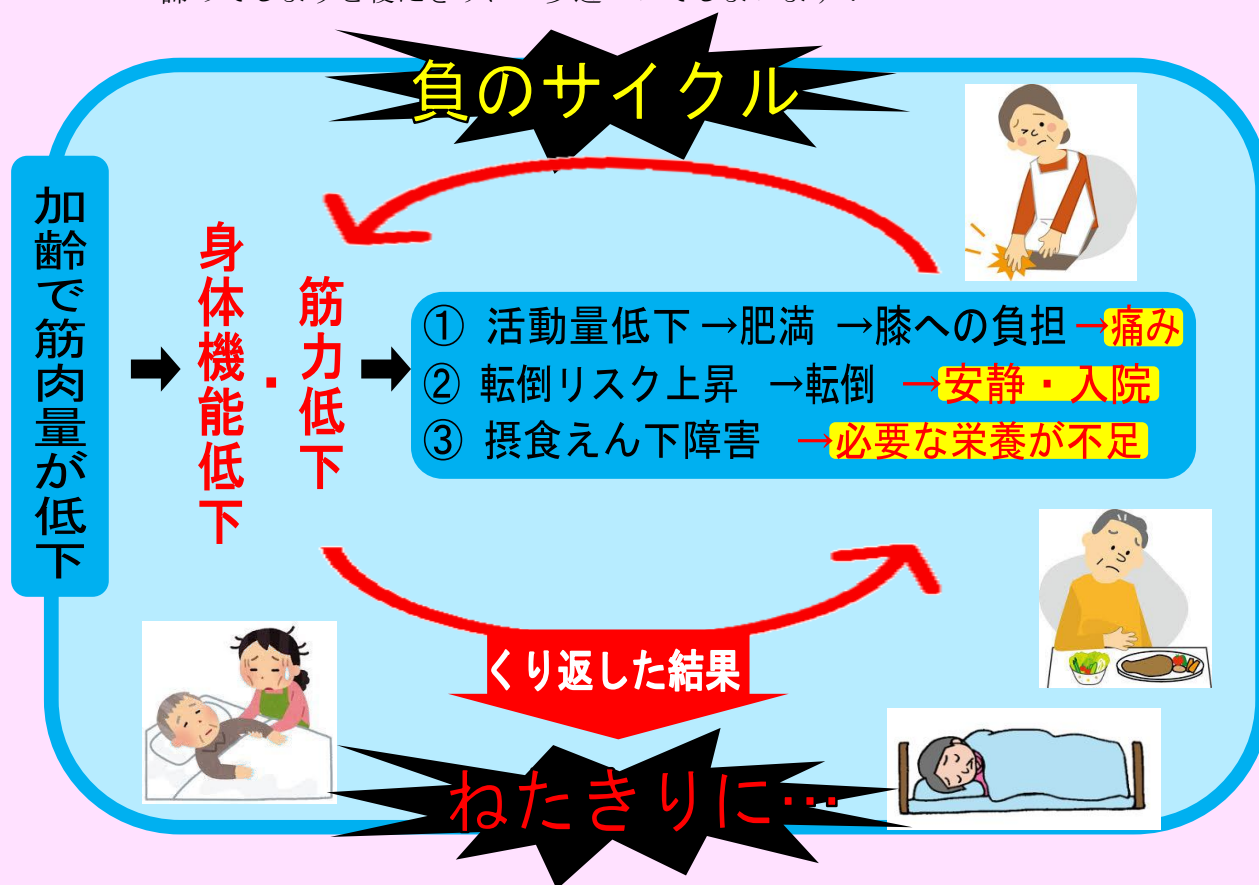 負のサイクル
加齢で筋肉量が低下
➡
身体機能低下
・
筋力低下
➡
① 活動量低下→肥満 →膝への負担→痛み
② 転倒リスク上昇 →転倒 →安静・入院
③ 摂食えん下障害 →必要な栄養が不足
くり返した結果
ねたきりに…